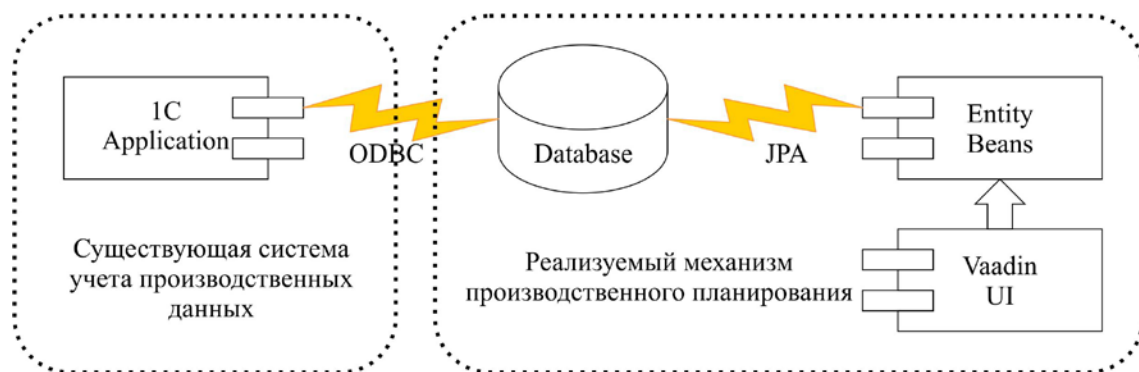 1C
Application
ODBC
Database
JPA
Entity
Beans
Существующая система
учета производственных
данных
Реализуемый механизм
производственного планирования
Vaadin
UI